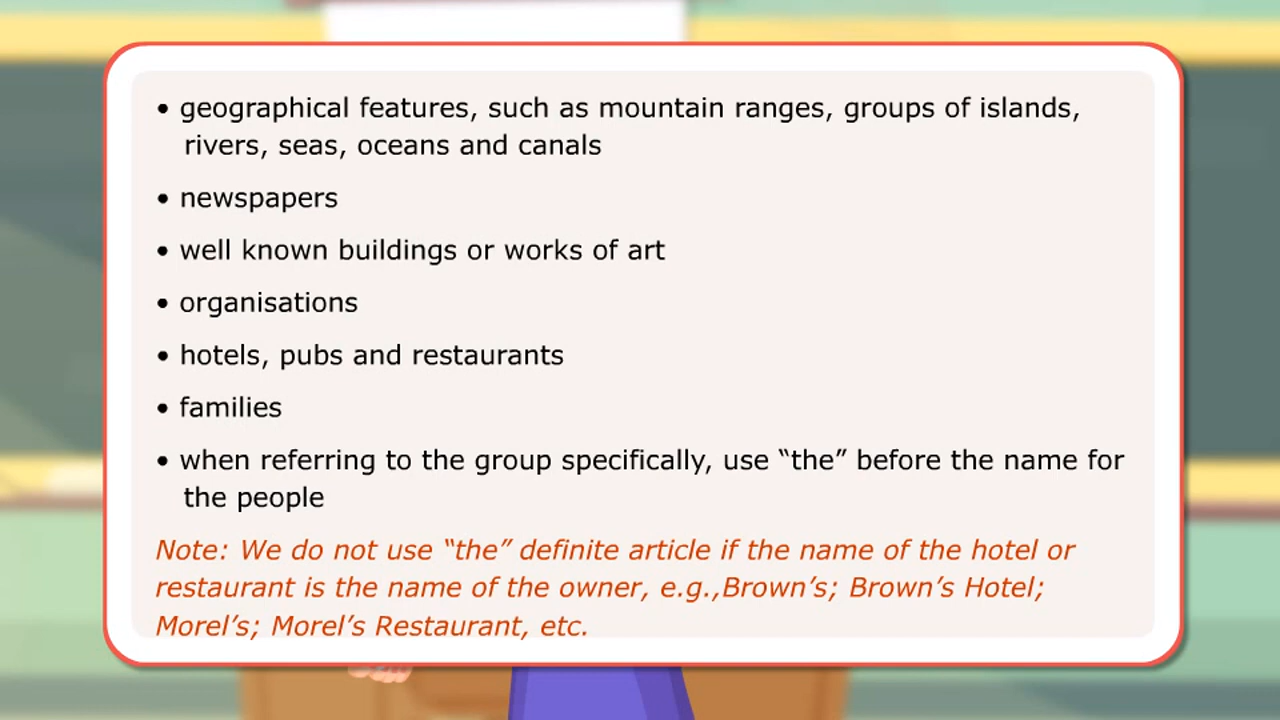 • geographical features, such as mountain ranges, groups of islands,
rivers, seas, oceans and canals
• newspapers
• well known buildings or works of art
• organisations
• hotels, pubs and restaurants
• families
• when referring to the group specifically, use “the” before the name for
the people
Note: We do not use “the” definite article if the name of the hotel or
restaurant is the name of the owner, e.g.,Brown’s; Brown’s Hotel;
Morel’s; Morel’s Restaurant, etc.